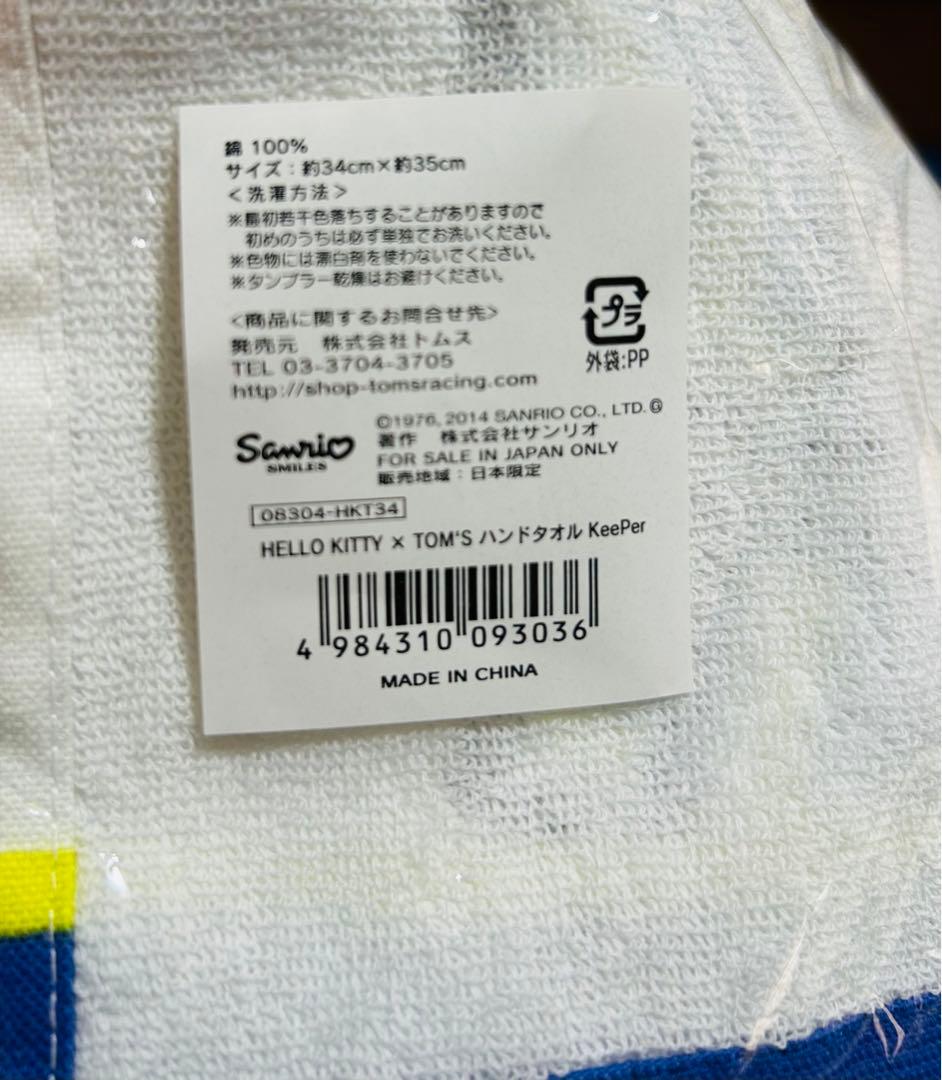 綿 100%
サイズ：約34cm×約35cm
＜洗濯方法＞
※最初若干色落ちすることがありますので
初めのうちは必ず単独でお洗いください。
※色物には漂白剤を使わないでください。
※タンブラー乾燥はお避けください。
＜商品に関するお問合せ先＞
発売元　株式会社トムス
TEL 03-3704-3705
http://shop-tomsracing.com
プラ
外袋:PP
Sanrio
SMILES
©1976, 2014 SANRIO CO., LTD. Ⓖ
著作　株式会社サンリオ
FOR SALE IN JAPAN ONLY
販売地域：日本限定
08304-HKT34
HELLO KITTY × TOM'S ハンドタオル KeePer
4 984310 093036
MADE IN CHINA